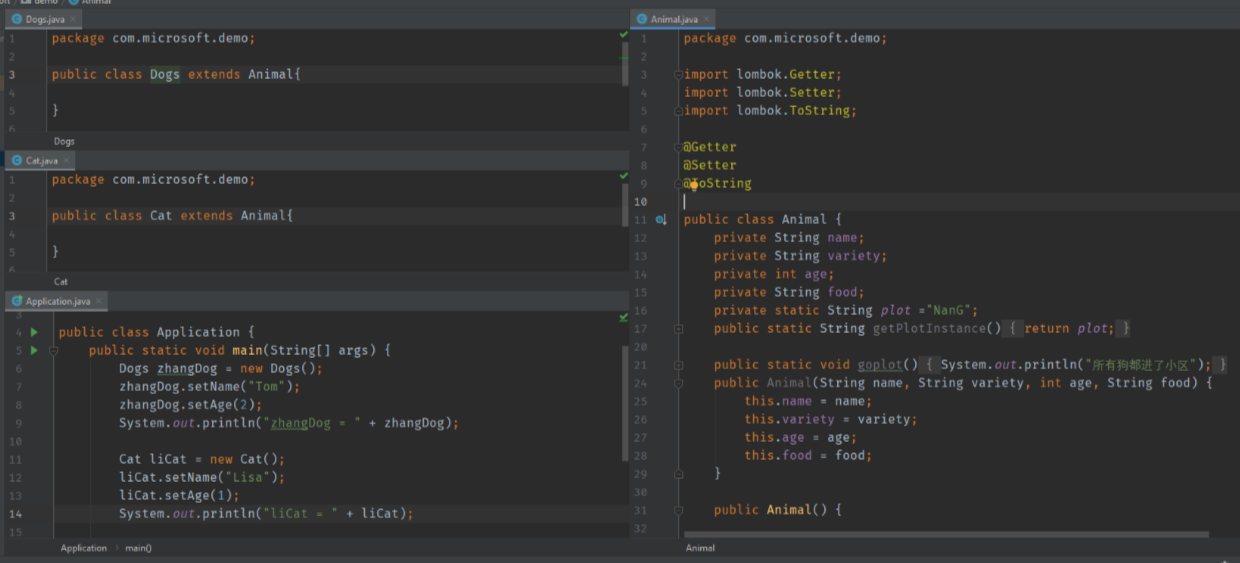 demo Animal
Dogs.java
1 package com.microsoft.demo;
2
3 public class Dogs extends Animal{
4
5 }
6
Dogs
Cat.java
1 package com.microsoft.demo;
2
3 public class Cat extends Animal{
4
5 }
6
Cat
Application.java
3
4 public class Application {
5 public static void main(String[] args) {
6 Dogs zhangDog = new Dogs();
7 zhangDog.setName("Tom");
8 zhangDog.setAge(2);
9 System.out.println("zhangDog = " + zhangDog);
10
11 Cat liCat = new Cat();
12 liCat.setName("Lisa");
13 liCat.setAge(1);
14 System.out.println("liCat = " + liCat);
15
Application main()
Animal.java
1 package com.microsoft.demo;
2
3 import lombok.Getter;
4 import lombok.Setter;
5 import lombok.ToString;
6
7 @Getter
8 @Setter
9 @ToString
10
11 public class Animal {
12 private String name;
13 private String variety;
14 private int age;
15 private String food;
16 private static String plot ="NanG";
17 public static String getPlotInstance() { return plot; }
20
21 public static void goplot() { System.out.println("所有狗都进了小区"); }
24 public Animal(String name, String variety, int age, String food) {
25 this.name = name;
26 this.variety = variety;
27 this.age = age;
28 this.food = food;
29 }
30
31 public Animal() {
32
Animal